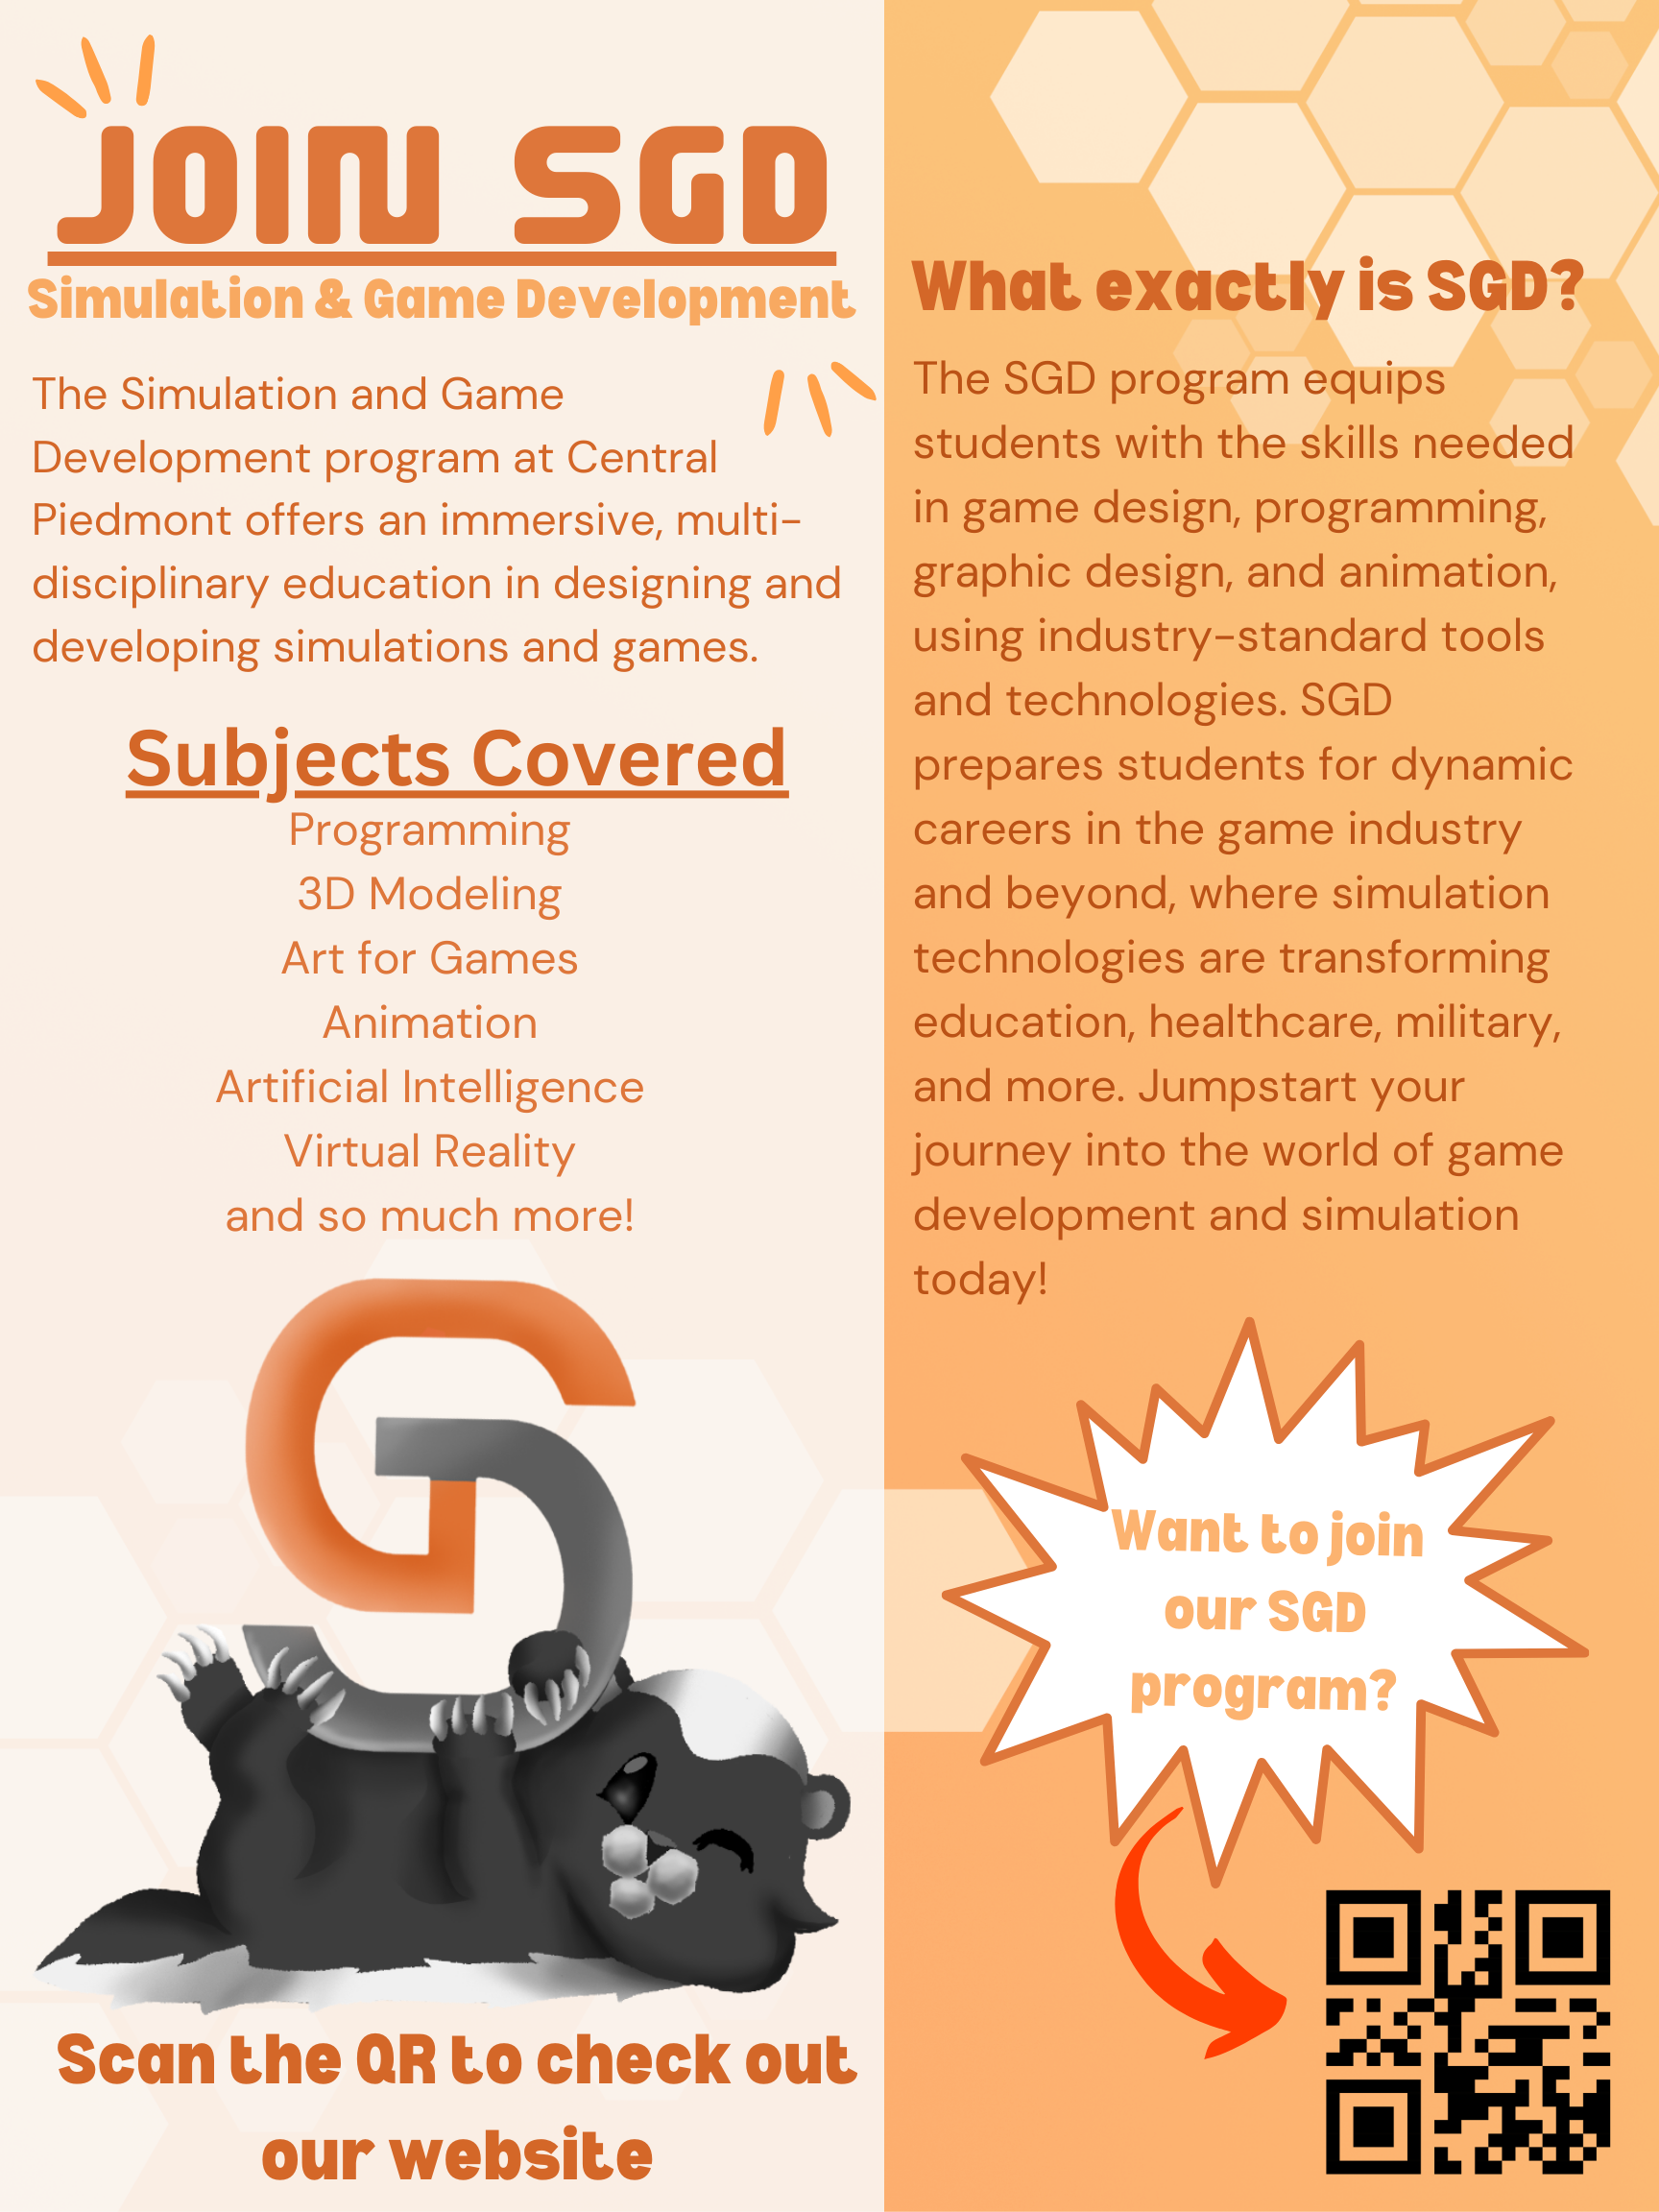 JOIN SGD
Simulation & Game Development
The Simulation and Game
Development program at Central
Piedmont offers an immersive, multi-
disciplinary education in designing and
developing simulations and games.
Subjects Covered
Programming
3D Modeling
Art for Games
Animation
Artificial Intelligence
Virtual Reality
and so much more!
Scan the QR to check out
our website
What exactly is SGD?
The SGD program equips
students with the skills needed
in game design, programming,
graphic design, and animation,
using industry-standard tools
and technologies. SGD
prepares students for dynamic
careers in the game industry
and beyond, where simulation
technologies are transforming
education, healthcare, military,
and more. Jumpstart your
journey into the world of game
development and simulation
today!
Want to join
our SGD
program?